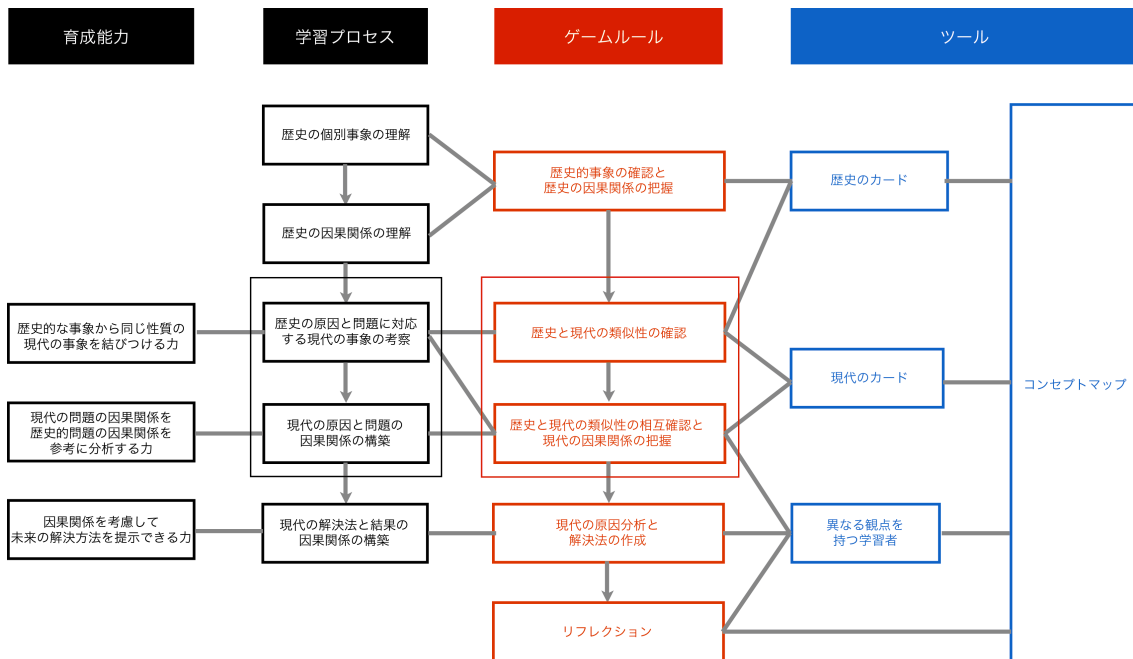 育成能力
学習プロセス
ゲームルール
ツール
歴史の個別事象の理解
歴史の因果関係の理解
歴史的事象の確認と
歴史の因果関係の把握
歴史のカード
歴史的な事象から同じ性質の
現代の事象を結びつける力
歴史の原因と問題に対応
する現代の事象の考察
歴史と現代の類似性の確認
現代のカード
コンセプトマップ
現代の問題の因果関係を
歴史的問題の因果関係を
参考に分析する力
現代の原因と問題の
因果関係の構築
歴史と現代の類似性の相互確認と
現代の因果関係の把握
因果関係を考慮して
未来の解決方法を提示できる力
現代の解決法と結果の
因果関係の構築
現代の原因分析と
解決法の作成
異なる観点を
持つ学習者
リフレクション